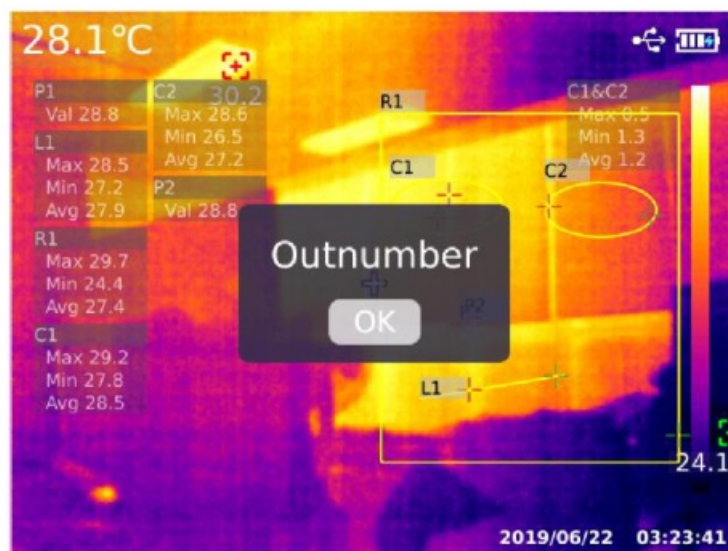 28.1℃
30.2
P1
Val 28.8
L1
Max 28.5
Min 27.2
Avg 27.9
R1
Max 29.7
Min 24.4
Avg 27.4
C1
Max 29.2
Min 27.8
Avg 28.5
C2
Max 28.6
Min 26.5
Avg 27.2
P2
Val 28.8
C1&C2
Max 0.5
Min 1.3
Avg 1.2
R1
C1
C2
Outnumber
P2
OK
L1
24.1
2019/06/22 03:23:41